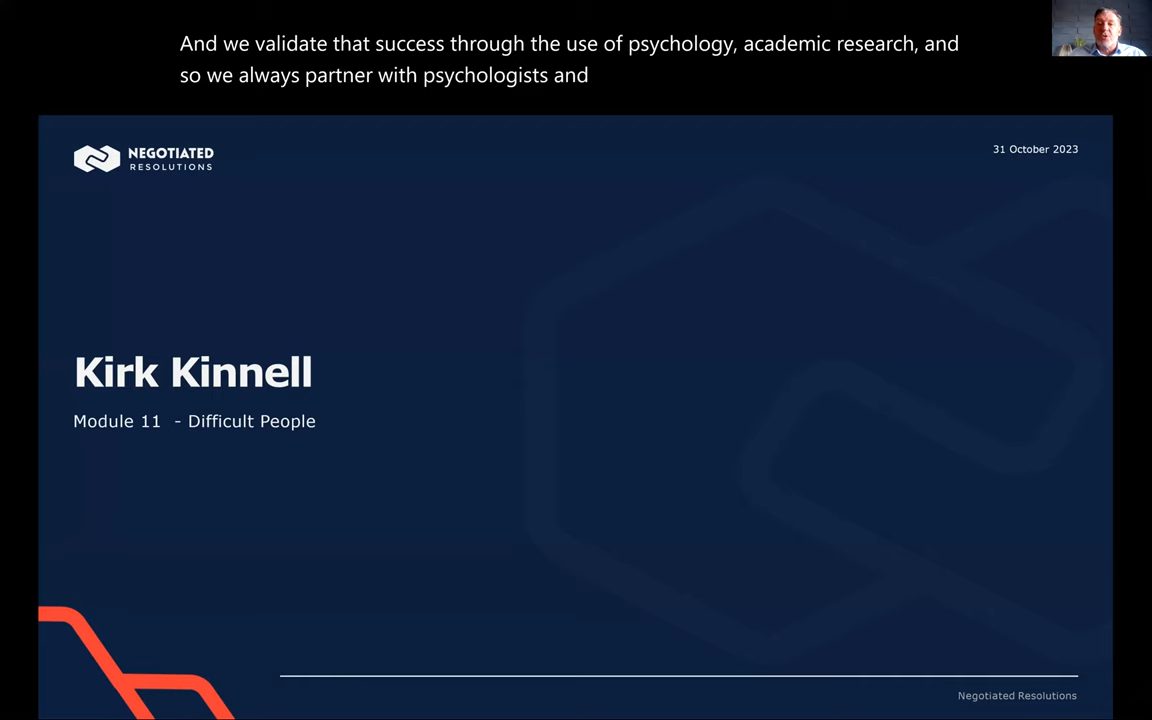 And we validate that success through the use of psychology, academic research, and
so we always partner with psychologists and
NEGOTIATED
RESOLUTIONS
31 October 2023
Kirk Kinnell
Module 11 - Difficult People
Negotiated Resolutions